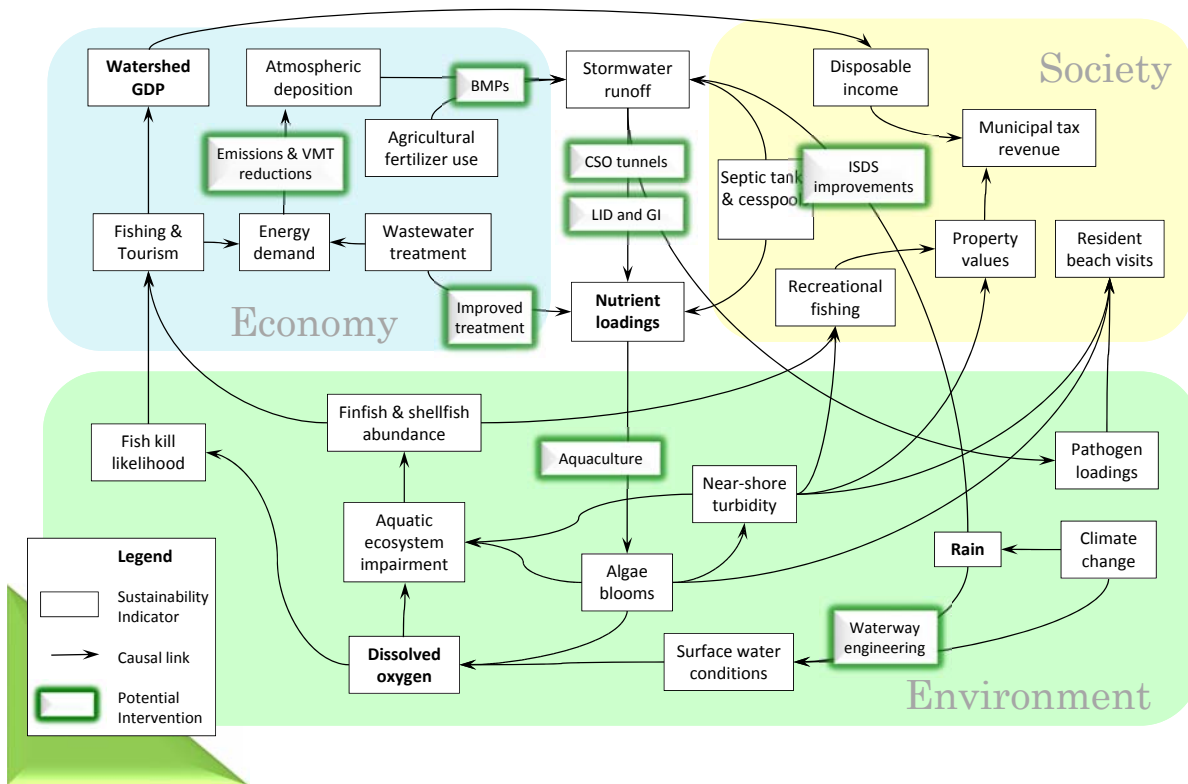 Society
Watershed
GDP
Atmospheric
deposition
BMPs
Stormwater
runoff
Disposable
income
Municipal tax
revenue
Agricultural
fertilizer use
Emissions & VMT
reductions
CSO tunnels
Septic tank
& cesspools
ISDS
improvements
LID and GI
Fishing &
Tourism
Energy
demand
Wastewater
treatment
Property
values
Resident
beach visits
Economy
Improved
treatment
Nutrient
loadings
Recreational
fishing
Finfish & shellfish
abundance
Fish kill
likelihood
Aquaculture
Near-shore
turbidity
Pathogen
loadings
Aquatic
ecosystem
impairment
Algae
blooms
Rain
Climate
change
Dissolved
oxygen
Surface water
conditions
Waterway
engineering
Environment
Legend
Sustainability
Indicator
Causal link
Potential
Intervention